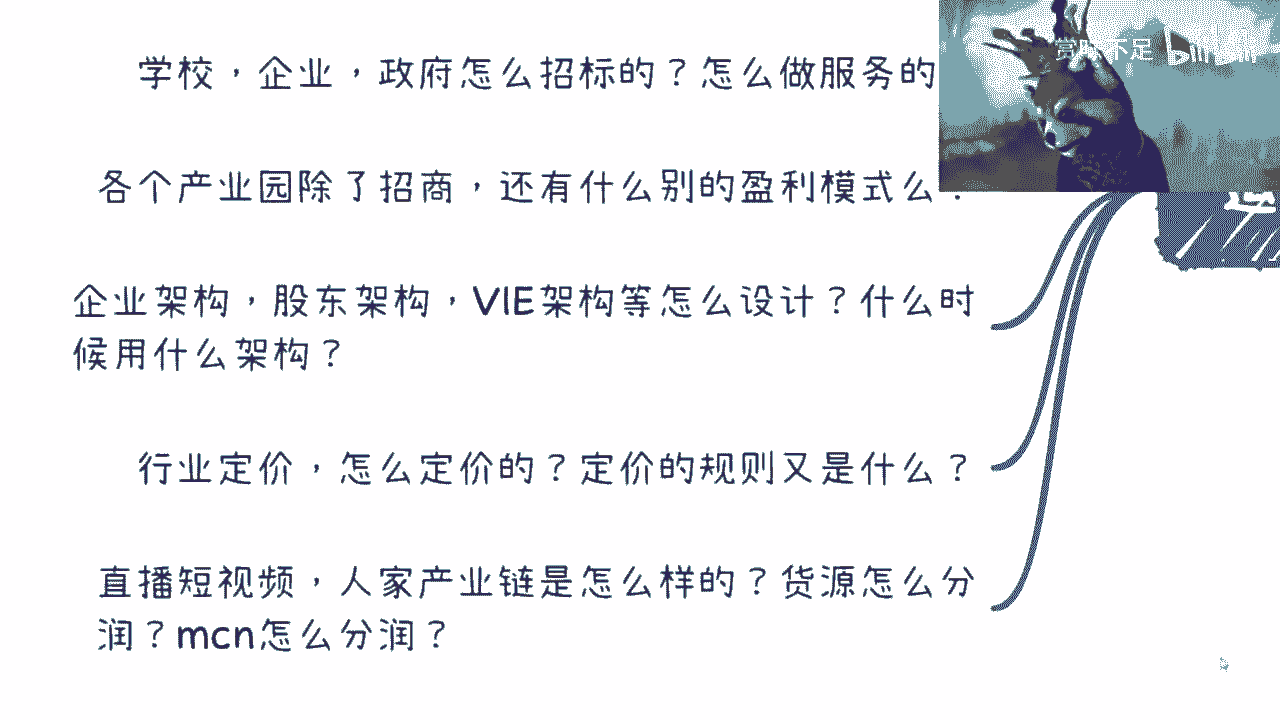 学校，企业，政府怎么招标的？怎么做服务的
各个产业园除了招商，还有什么别的盈利模式么？
企业架构，股东架构，VIE架构等怎么设计？什么时
候用什么架构？
行业定价，怎么定价的？定价的规则又是什么？
直播短视频，人家产业链是怎么样的？货源怎么分
润？mcn怎么分润？
bilibili